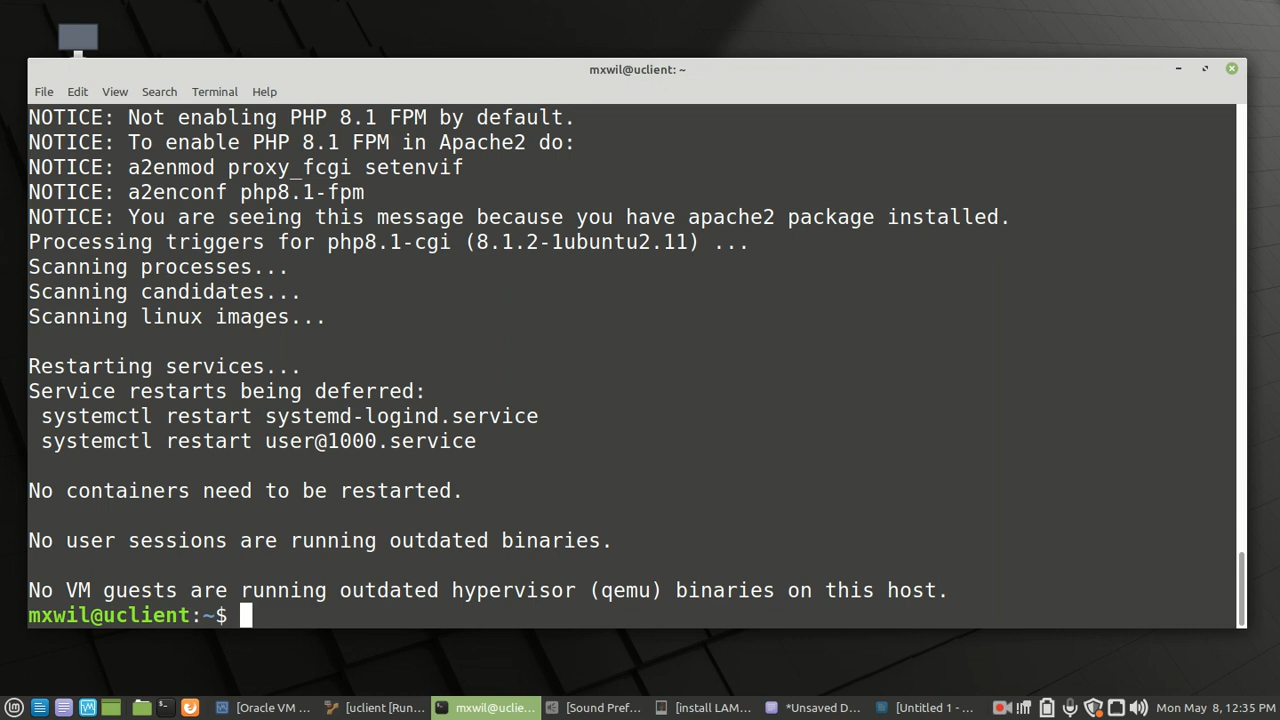 mxwil@uclient: ~
File Edit View Search Terminal Help
NOTICE: Not enabling PHP 8.1 FPM by default.
NOTICE: To enable PHP 8.1 FPM in Apache2 do:
NOTICE: a2enmod proxy_fcgi setenvif
NOTICE: a2enconf php8.1-fpm
NOTICE: You are seeing this message because you have apache2 package installed.
Processing triggers for php8.1-cgi (8.1.2-1ubuntu2.11) ...
Scanning processes...
Scanning candidates...
Scanning linux images...
Restarting services...
Service restarts being deferred:
systemctl restart systemd-logind.service
systemctl restart user@1000.service
No containers need to be restarted.
No user sessions are running outdated binaries.
No VM guests are running outdated hypervisor (qemu) binaries on this host.
mxwil@uclient:~$
[Oracle VM ... [uclient [Run... mxwil@uclie... [Sound Pref... [install LAM... *Unsaved D... [Untitled 1 - ... Mon May 8, 12:35 PM